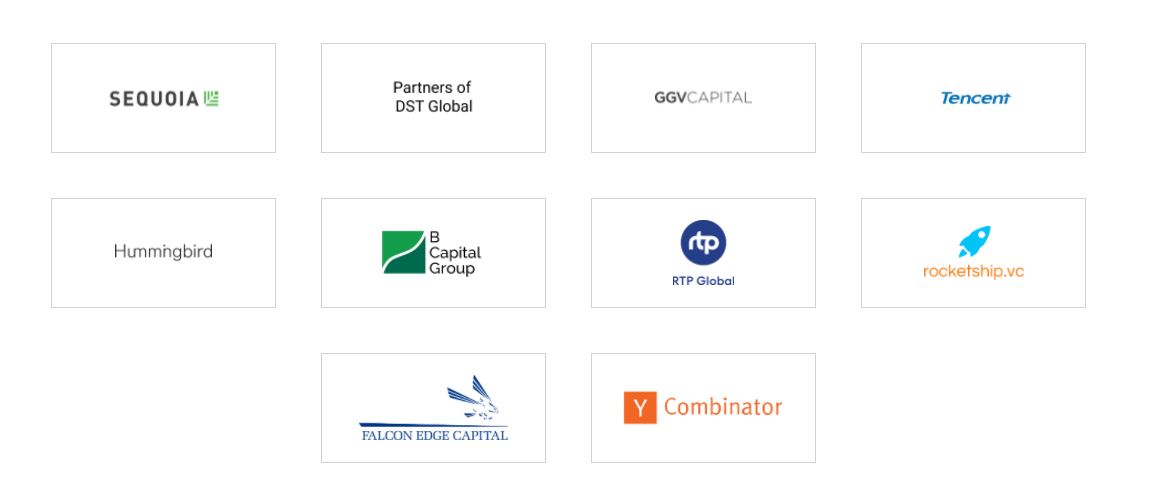 SEQUOIA
Partners of
DST Global
GGVCAPITAL
Tencent
Hummingbird
B
Capital
Group
rtp
RTP Global
rocketship.vc
FALCON EDGE CAPITAL
Y Combinator